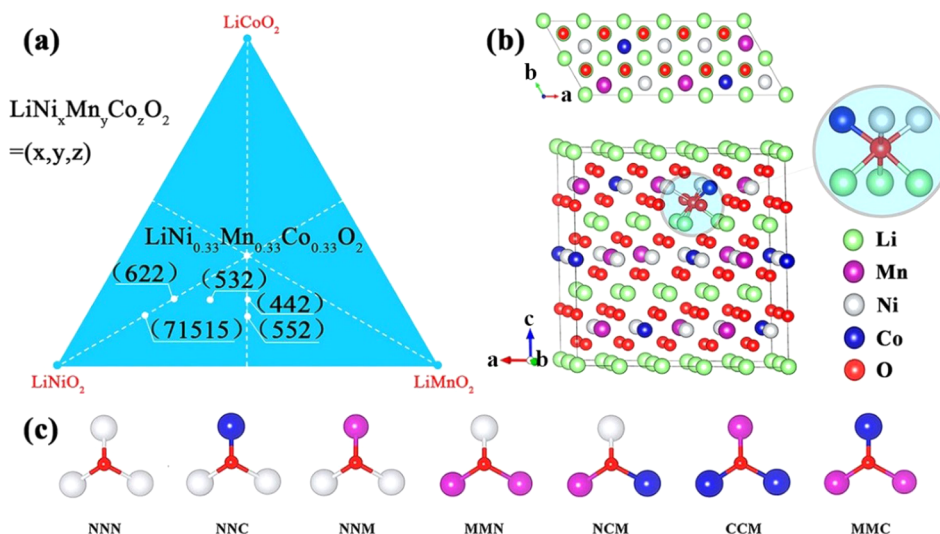 (a)
LiCoO₂
LiNiₓMnᵧCo_zO₂
=(x,y,z)
LiNi₀.₃₃Mn₀.₃₃Co₀.₃₃O₂
(622)
(532)
(442)
(71515)
(552)
LiNiO₂
LiMnO₂
(b)
b
a
c
a
b
Li
Mn
Ni
Co
O
(c)
NNN NNC NNM MMN NCM CCM MMC